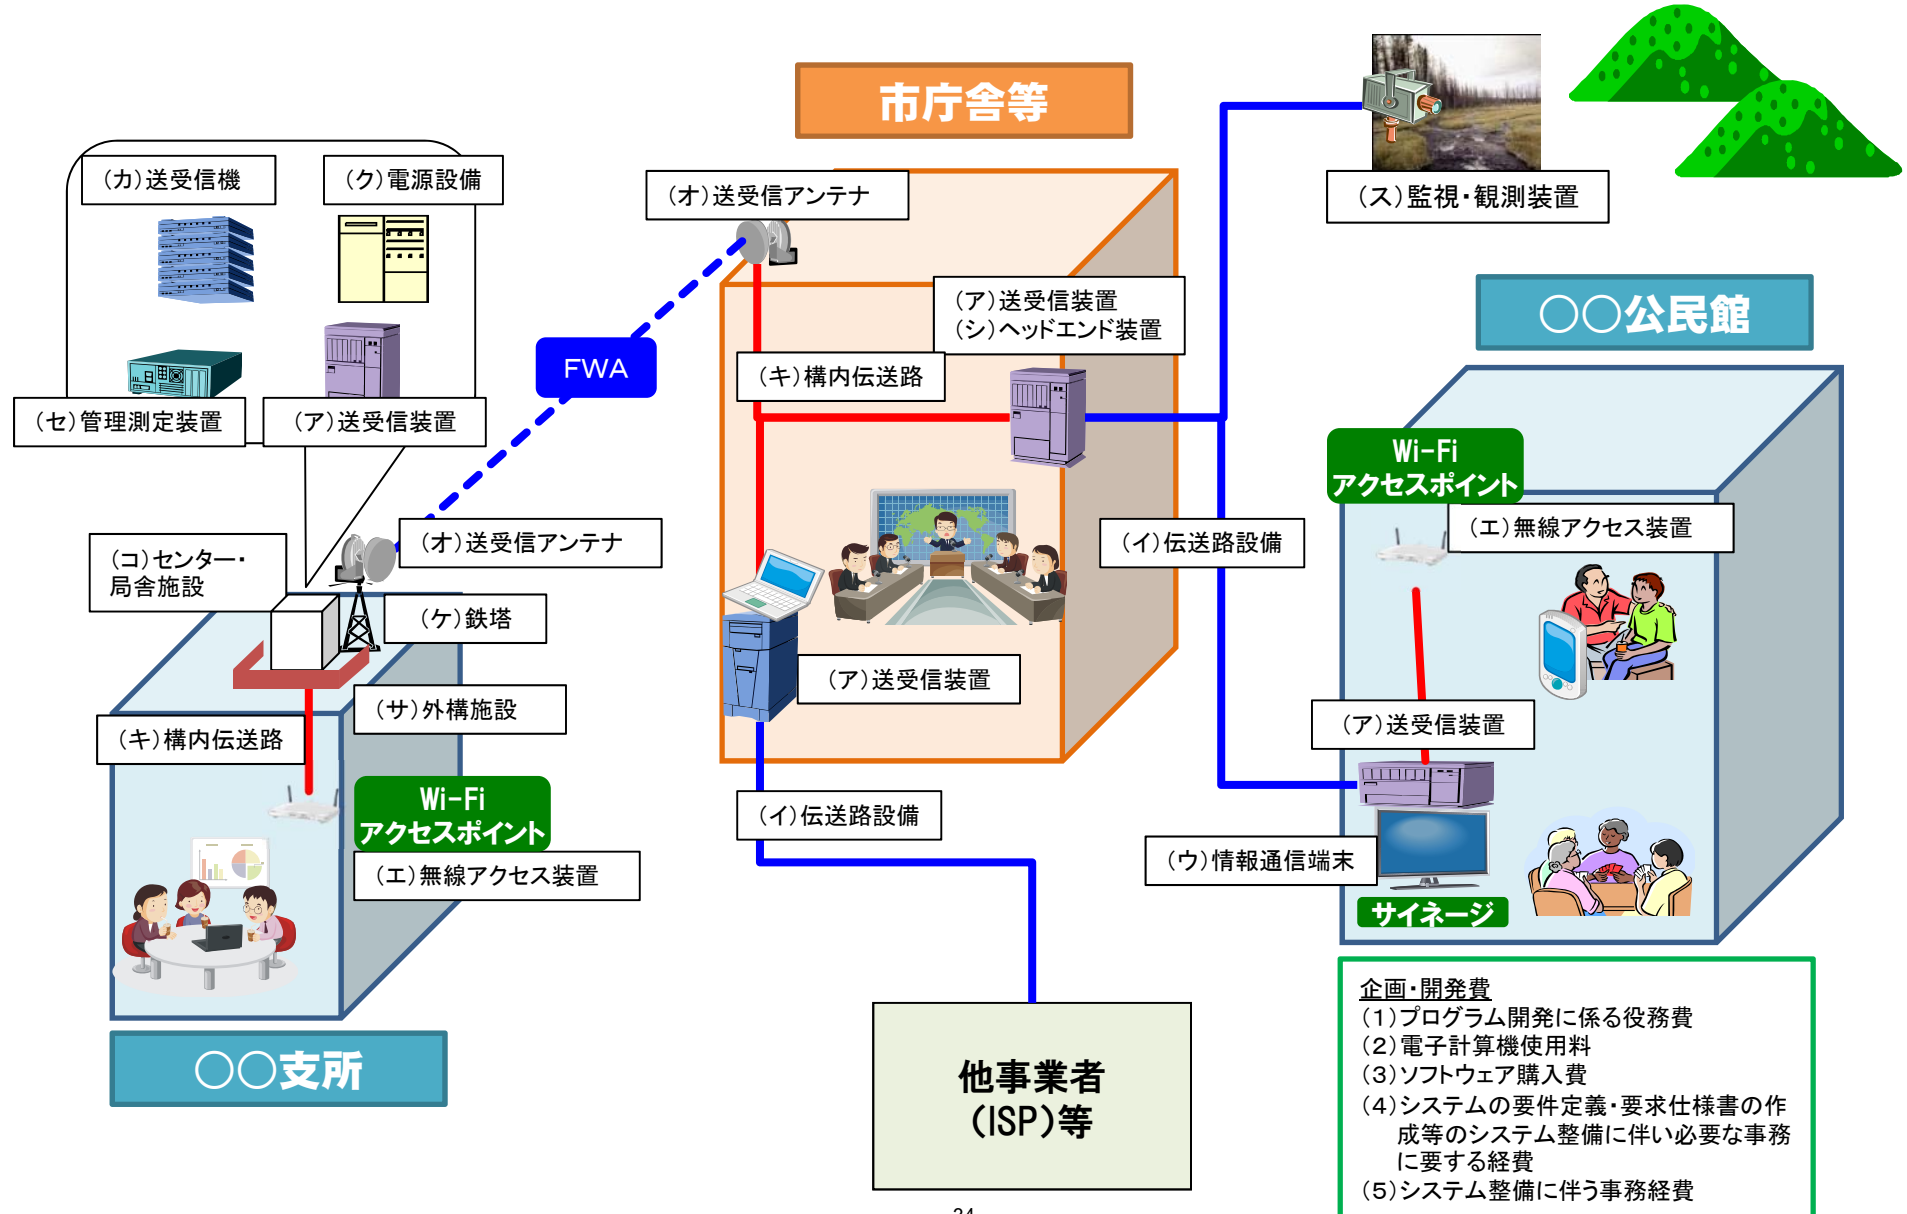 市庁舎等
(カ)送受信機
(ク)電源設備
(セ)管理測定装置
(ア)送受信装置
(オ)送受信アンテナ
(ス)監視・観測装置
(ア)送受信装置
(シ)ヘッドエンド装置
○○公民館
FWA
(キ)構内伝送路
Wi-Fi
アクセスポイント
(エ)無線アクセス装置
(オ)送受信アンテナ
(イ)伝送路設備
(コ)センター・
局舎施設
(ケ)鉄塔
(ア)送受信装置
(サ)外構施設
(キ)構内伝送路
(ア)送受信装置
Wi-Fi
アクセスポイント
(エ)無線アクセス装置
(イ)伝送路設備
(ウ)情報通信端末
サイネージ
○○支所
他事業者
(ISP)等
企画・開発費
(1)プログラム開発に係る役務費
(2)電子計算機使用料
(3)ソフトウェア購入費
(4)システムの要件定義・要求仕様書の作
成等のシステム整備に伴い必要な事務
に要する経費
(5)システム整備に伴う事務経費